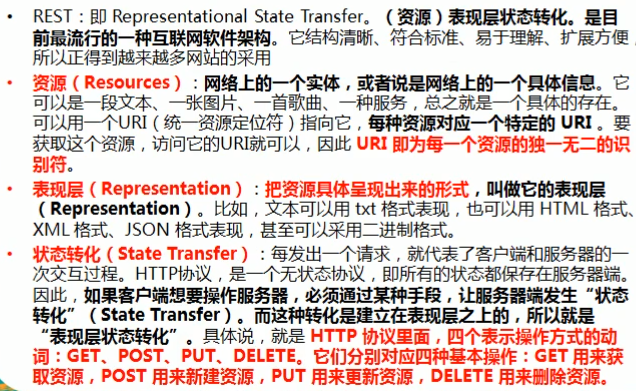 • REST：即 Representational State Transfer。（资源）表现层状态转化。是目
前最流行的一种互联网软件架构。它结构清晰、符合标准、易于理解、扩展方便，
所以正得到越来越多网站的采用
• 资源（Resources）：网络上的一个实体，或者说是网络上的一个具体信息。它
可以是一段文本、一张图片、一首歌曲、一种服务，总之就是一个具体的存在。
可以用一个URI（统一资源定位符）指向它，每种资源对应一个特定的 URI 。要
获取这个资源，访问它的URI就可以，因此 URI 即为每一个资源的独一无二的识
别符。
• 表现层（Representation）：把资源具体呈现出来的形式，叫做它的表现层
（Representation）。比如，文本可以用 txt 格式表现，也可以用 HTML 格式、
XML 格式、JSON 格式表现，甚至可以采用二进制格式。
• 状态转化（State Transfer）：每发出一个请求，就代表了客户端和服务器的一
次交互过程。HTTP协议，是一个无状态协议，即所有的状态都保存在服务器端。
因此，如果客户端想要操作服务器，必须通过某种手段，让服务器端发生“状态
转化”（State Transfer）。而这种转化是建立在表现层之上的，所以就是
“表现层状态转化”。具体说，就是 HTTP 协议里面，四个表示操作方式的动
词：GET、POST、PUT、DELETE。它们分别对应四种基本操作：GET 用来获
取资源，POST 用来新建资源，PUT 用来更新资源，DELETE 用来删除资源。